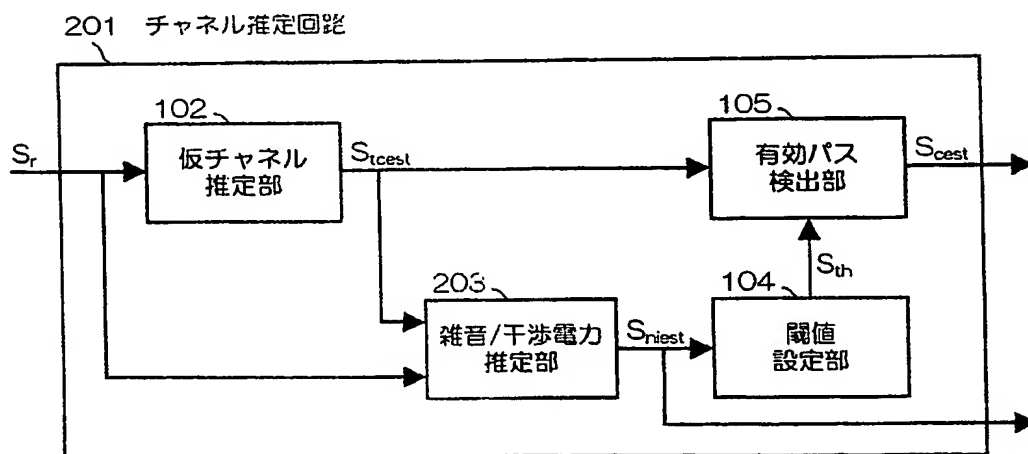 201 チャネル推定回路
102
105
Sr
仮チャネル
推定部
Stcest
有効パス
検出部
Scest
Sth
203
104
雑音/干渉電力
推定部
Sniest
閾値
設定部